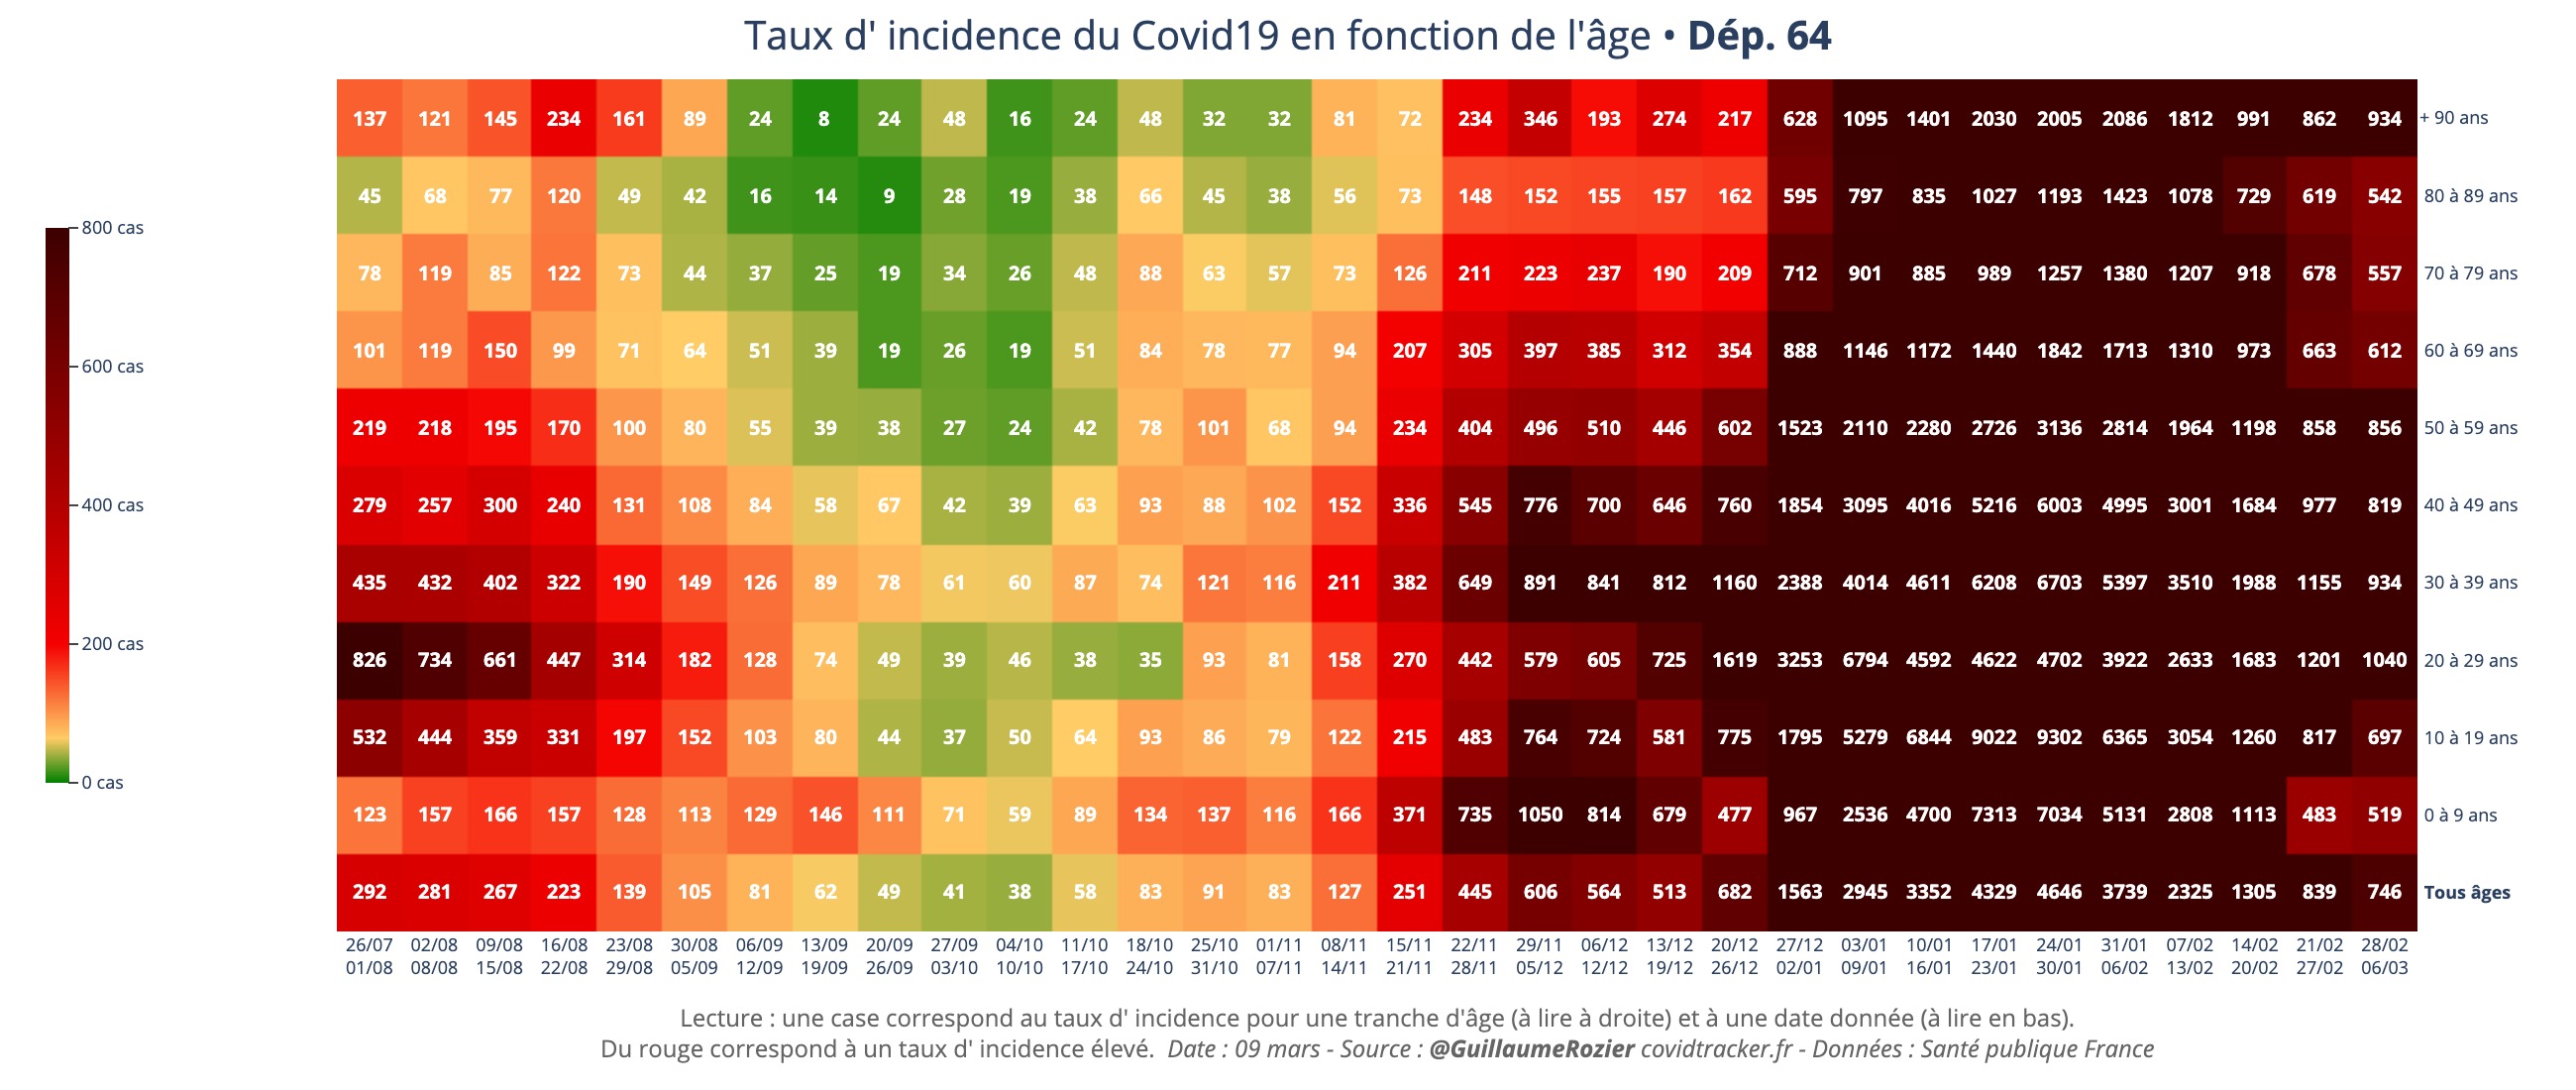 Taux d' incidence du Covid19 en fonction de l'âge • Dép. 64
137 121 145 234 161 89 24 8 24 48 16 24 48 32 32 81 72 234 346 193 274 217 628 1095 1401 2030 2005 2086 1812 991 862 934 + 90 ans
45 68 77 120 49 42 16 14 9 28 19 38 66 45 38 56 73 148 152 155 157 162 595 797 835 1027 1193 1423 1078 729 619 542 80 à 89 ans
800 cas
78 119 85 122 73 44 37 25 19 34 26 48 88 63 57 73 126 211 223 237 190 209 712 901 885 989 1257 1380 1207 918 678 557 70 à 79 ans
101 119 150 99 71 64 51 39 19 26 19 51 84 78 77 94 207 305 397 385 312 354 888 1146 1172 1440 1842 1713 1310 973 663 612 60 à 69 ans
600 cas
219 218 195 170 100 80 55 39 38 27 24 42 78 101 68 94 234 404 496 510 446 602 1523 2110 2280 2726 3136 2814 1964 1198 858 856 50 à 59 ans
400 cas
279 257 300 240 131 108 84 58 67 42 39 63 93 88 102 152 336 545 776 700 646 760 1854 3095 4016 5216 6003 4995 3001 1684 977 819 40 à 49 ans
435 432 402 322 190 149 126 89 78 61 60 87 74 121 116 211 382 649 891 841 812 1160 2388 4014 4611 6208 6703 5397 3510 1988 1155 934 30 à 39 ans
200 cas
826 734 661 447 314 182 128 74 49 39 46 38 35 93 81 158 270 442 579 605 725 1619 3253 6794 4592 4622 4702 3922 2633 1683 1201 1040 20 à 29 ans
532 444 359 331 197 152 103 80 44 37 50 64 93 86 79 122 215 483 764 724 581 775 1795 5279 6844 9022 9302 6365 3054 1260 817 697 10 à 19 ans
0 cas
123 157 166 157 128 113 129 146 111 71 59 89 134 137 116 166 371 735 1050 814 679 477 967 2536 4700 7313 7034 5131 2808 1113 483 519 0 à 9 ans
292 281 267 223 139 105 81 62 49 41 38 58 83 91 83 127 251 445 606 564 513 682 1563 2945 3352 4329 4646 3739 2325 1305 839 746 Tous âges
26/07 02/08 09/08 16/08 23/08 30/08 06/09 13/09 20/09 27/09 04/10 11/10 18/10 25/10 01/11 08/11 15/11 22/11 29/11 06/12 13/12 20/12 27/12 03/01 10/01 17/01 24/01 31/01 07/02 14/02 21/02 28/02
01/08 08/08 15/08 22/08 29/08 05/09 12/09 19/09 26/09 03/10 10/10 17/10 24/10 31/10 07/11 14/11 21/11 28/11 05/12 12/12 19/12 26/12 02/01 09/01 16/01 23/01 30/01 06/02 13/02 20/02 27/02 06/03
Lecture : une case correspond au taux d' incidence pour une tranche d'âge (à lire à droite) et à une date donnée (à lire en bas).
Du rouge correspond à un taux d' incidence élevé. Date : 09 mars - Source : @GuillaumeRozier covidtracker.fr - Données : Santé publique France